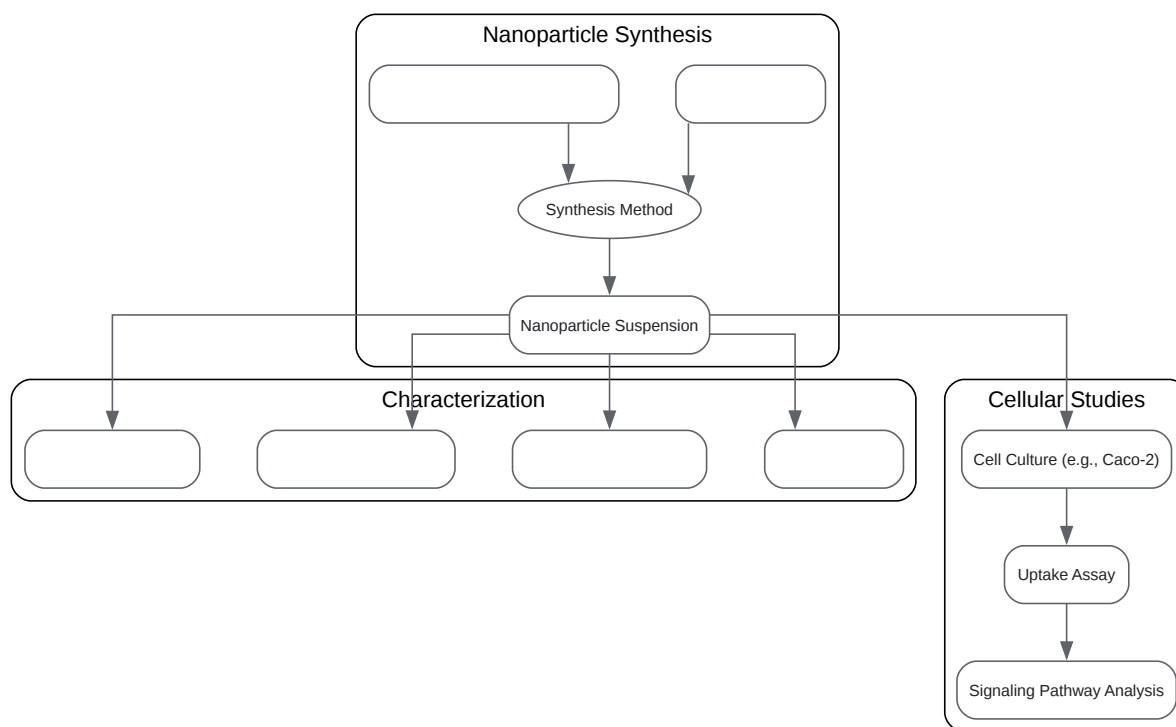 Nanoparticle Synthesis
Synthesis Method
Nanoparticle Suspension
Characterization
Cellular Studies
Cell Culture (e.g., Caco-2)
Uptake Assay
Signaling Pathway Analysis